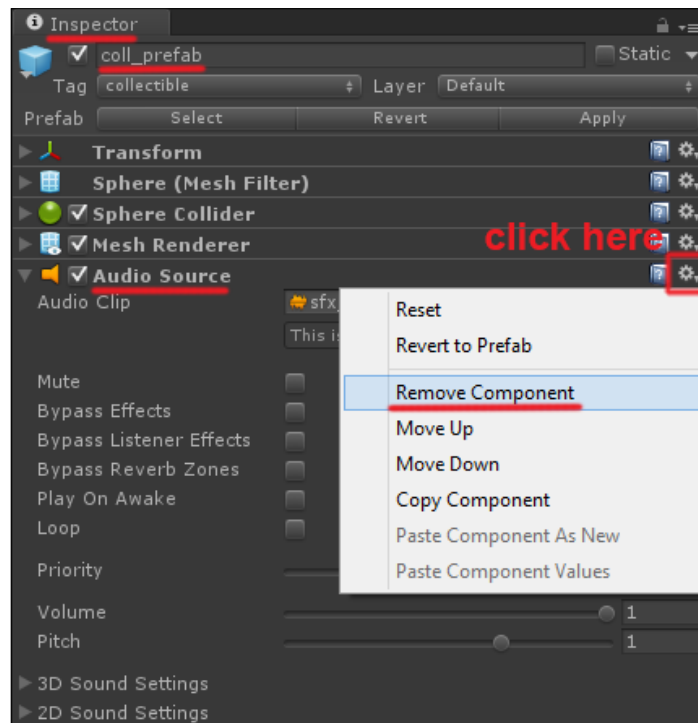 Inspector
coll_prefab Static
Tag collectible Layer Default
Prefab Select Revert Apply
Transform
Sphere (Mesh Filter)
Sphere Collider
Mesh Renderer
click here
Audio Source
Audio Clip sfx_
This i
Reset
Revert to Prefab
Remove Component
Move Up
Move Down
Copy Component
Paste Component As New
Paste Component Values
Mute
Bypass Effects
Bypass Listener Effects
Bypass Reverb Zones
Play On Awake
Loop
Priority
Volume 1
Pitch 1
3D Sound Settings
2D Sound Settings